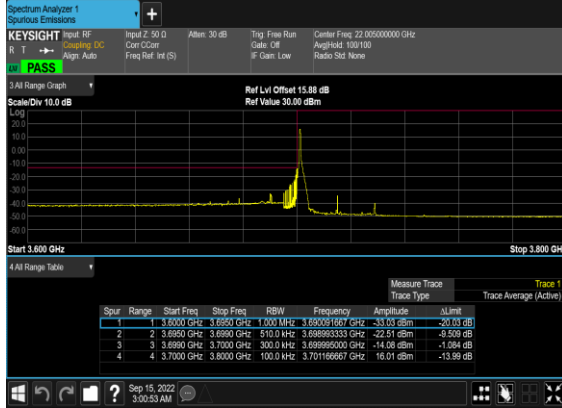 Spectrum Analyzer 1
Spurious Emissions
+
KEYSIGHT Input: RF Input Z: 50 Ω Atten: 30 dB Trig: Free Run Center Freq: 22.005000000 GHz
R T Coupling: DC Corr CCorr Gate: Off Avg|Hold: 100/100
Align: Auto Freq Ref: Int (S) IF Gain: Low Radio Std: None
PASS
3 All Range Graph
Ref Lvl Offset 15.88 dB
Scale/Div 10.0 dB Ref Value 30.00 dBm
Log
20.0
10.0
0.00
-10.0
-20.0
-30.0
-40.0
-50.0
-60.0
Start 3.600 GHz Stop 3.800 GH
4 All Range Table
Measure Trace Trace 1
Trace Type Trace Average (Active)
Spur Range Start Freq Stop Freq RBW Frequency Amplitude ΔLimit
1 1 3.6000 GHz 3.6950 GHz 1.000 MHz 3.690091667 GHz -33.03 dBm -20.03 dB
2 2 3.6950 GHz 3.6990 GHz 510.0 kHz 3.698993333 GHz -22.51 dBm -9.509 dB
3 3 3.6990 GHz 3.7000 GHz 300.0 kHz 3.699995000 GHz -14.08 dBm -1.084 dB
4 4 3.7000 GHz 3.8000 GHz 100.0 kHz 3.701166667 GHz 16.01 dBm -13.99 dB
? Sep 15, 2022
3:00:53 AM